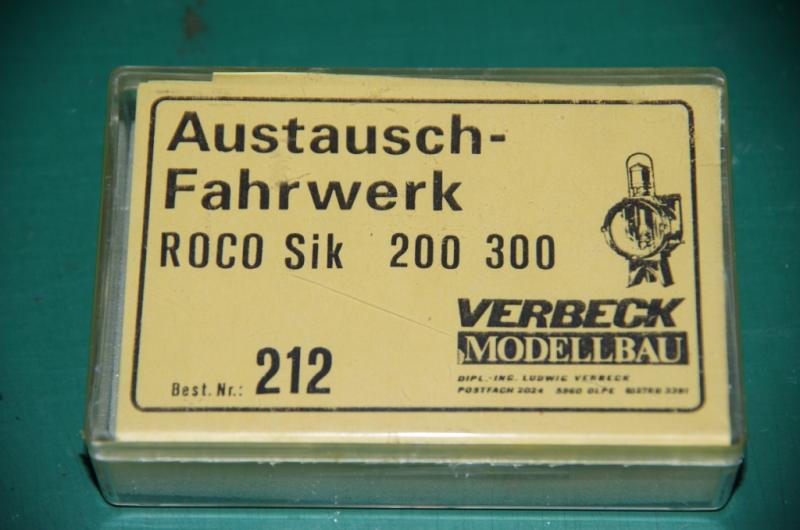 Austausch-
Fahrwerk
ROCO Sik 200 300
VERBECK
MODELLBAU
Best. Nr.: 212
DIPL.-ING. LUDWIG VERBECK
POSTFACH 2024 5960 OLPE